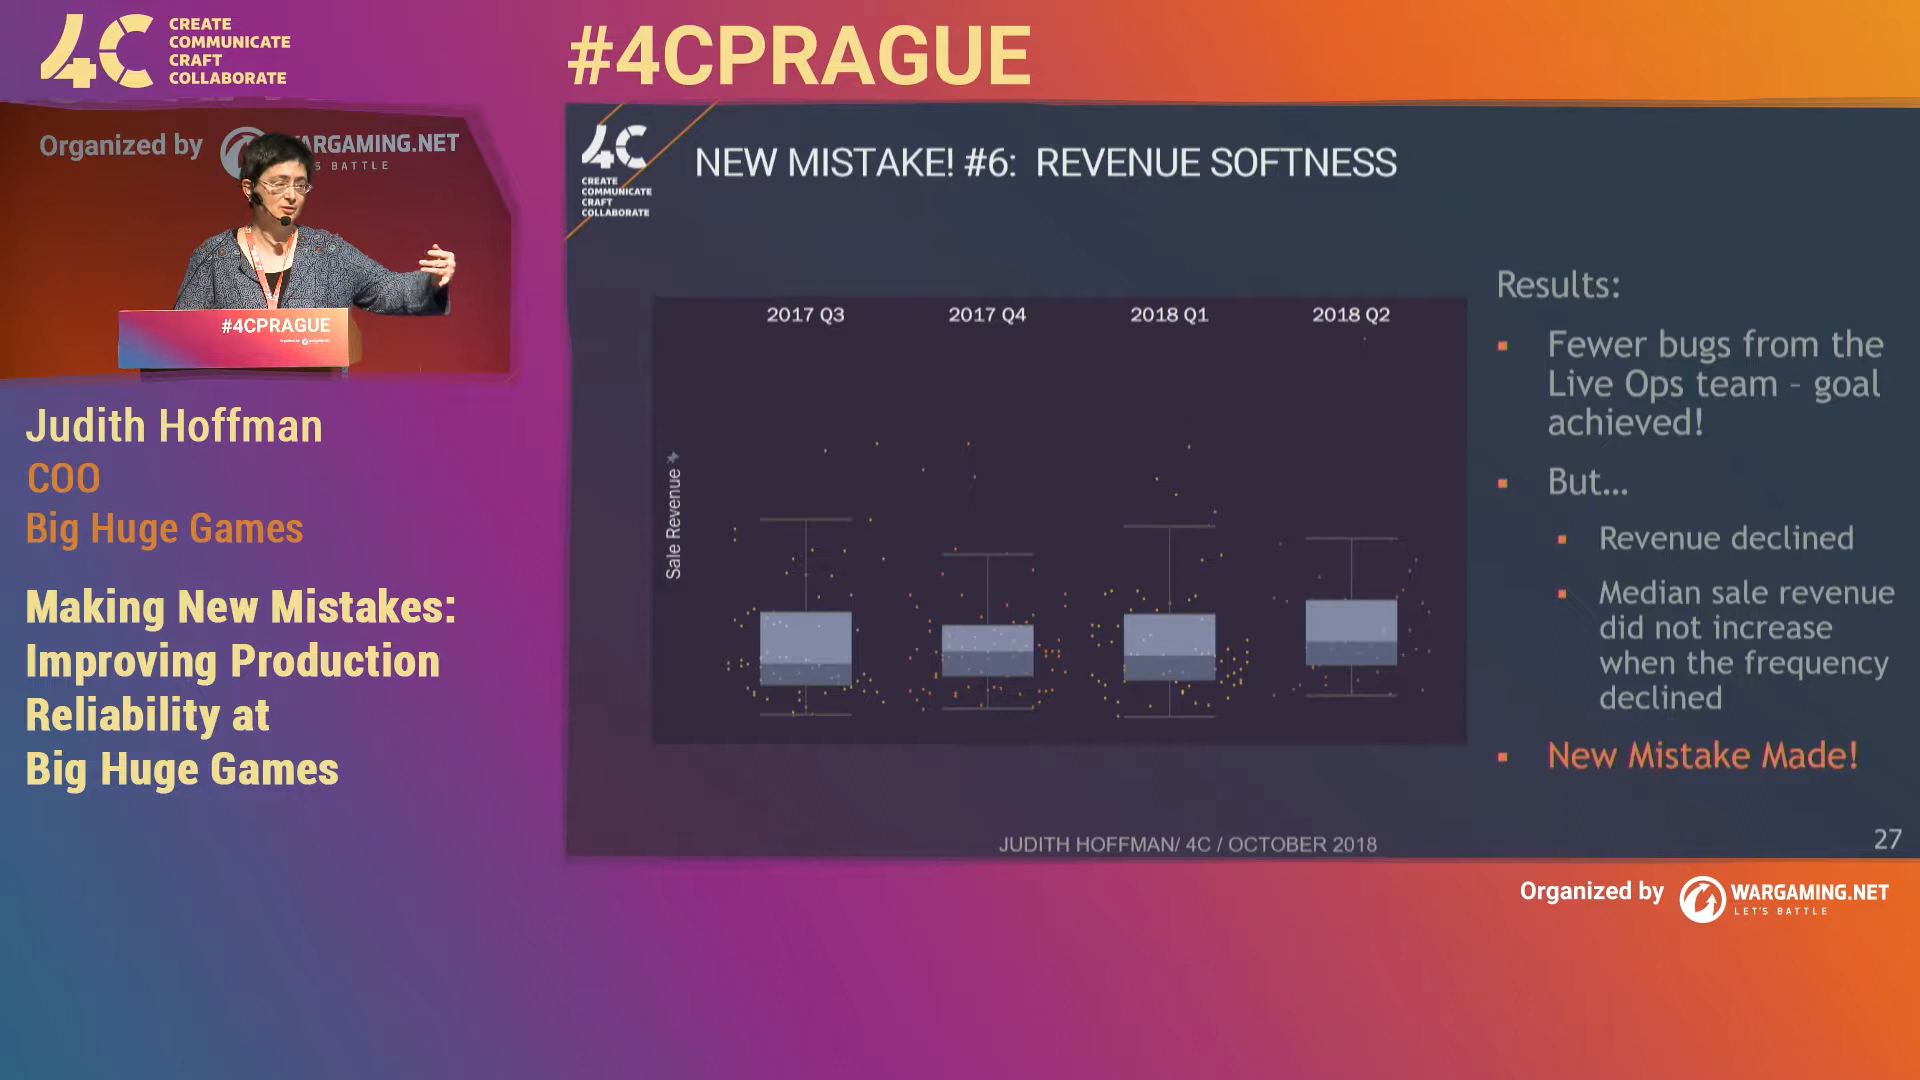 4C
CREATE
COMMUNICATE
CRAFT
COLLABORATE
#4CPRAGUE
Organized by
WARGAMING.NET
BATTLE
#4CPRAGUE
Judith Hoffman
COO
Big Huge Games
Making New Mistakes:
Improving Production
Reliability at
Big Huge Games
4C
CREATE
COMMUNICATE
CRAFT
COLLABORATE
NEW MISTAKE! #6: REVENUE SOFTNESS
2017 Q3
2017 Q4
2018 Q1
2018 Q2
Sale Revenue
Results:
Fewer bugs from the
Live Ops team - goal
achieved!
But...
Revenue declined
Median sale revenue
did not increase
when the frequency
declined
New Mistake Made!
JUDITH HOFFMAN/ 4C / OCTOBER 2018
27
Organized by
WARGAMING.NET
LET'S BATTLE